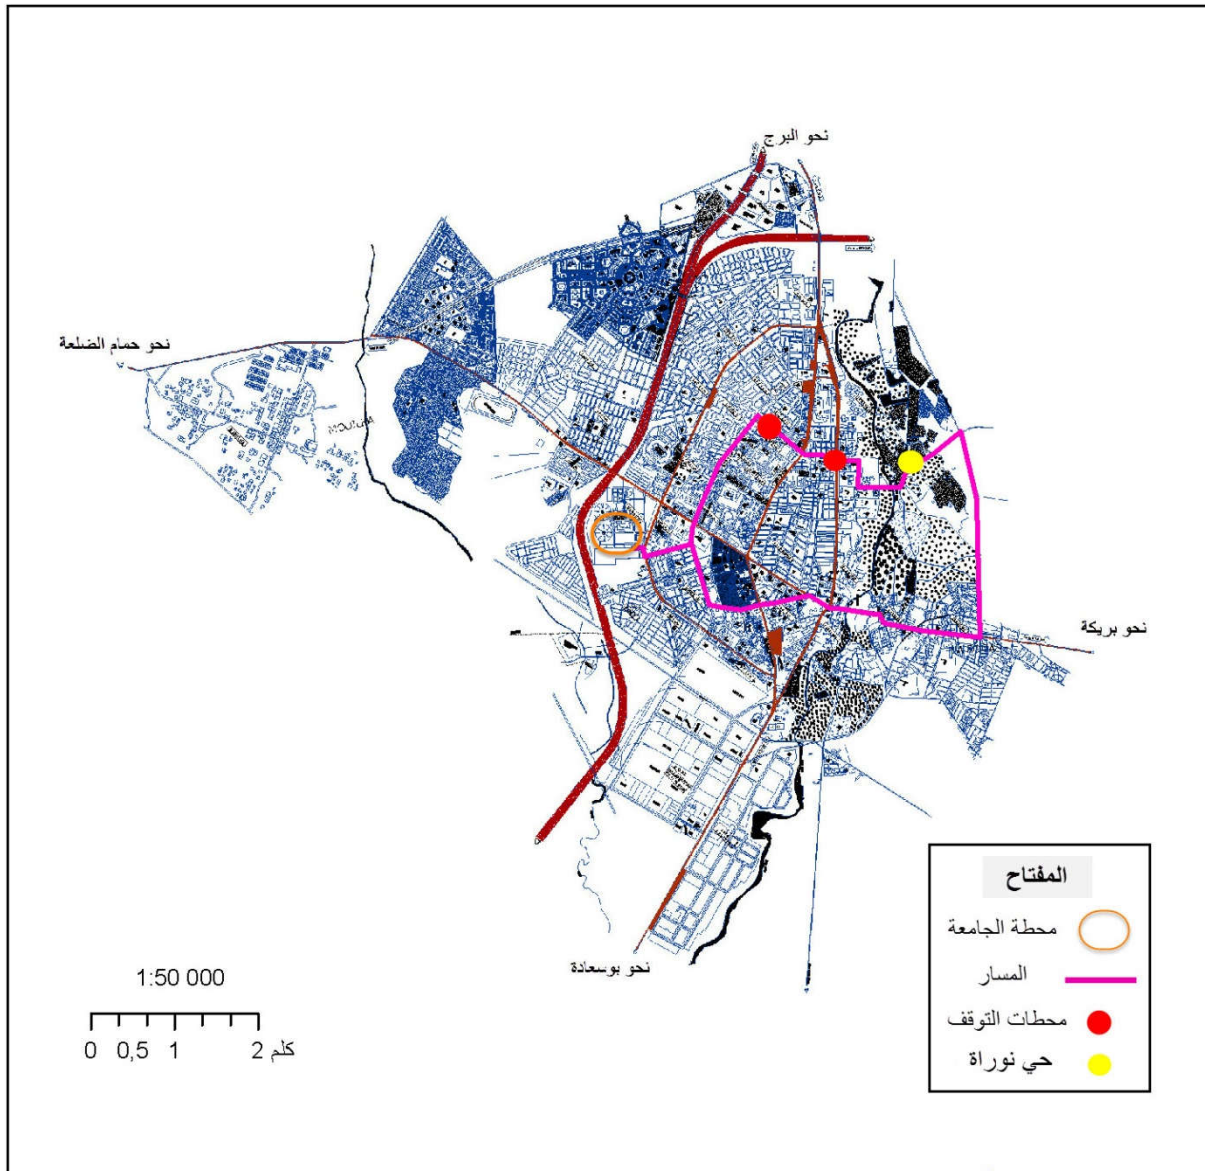 نحو البرج
نحو حمام الضلعة
نحو بريكة
نحو بوسعادة
المفتاح
محطة الجامعة
المسار
محطات التوقف
حي نوراة
1:50 000
0 0,5 1 2 كلم